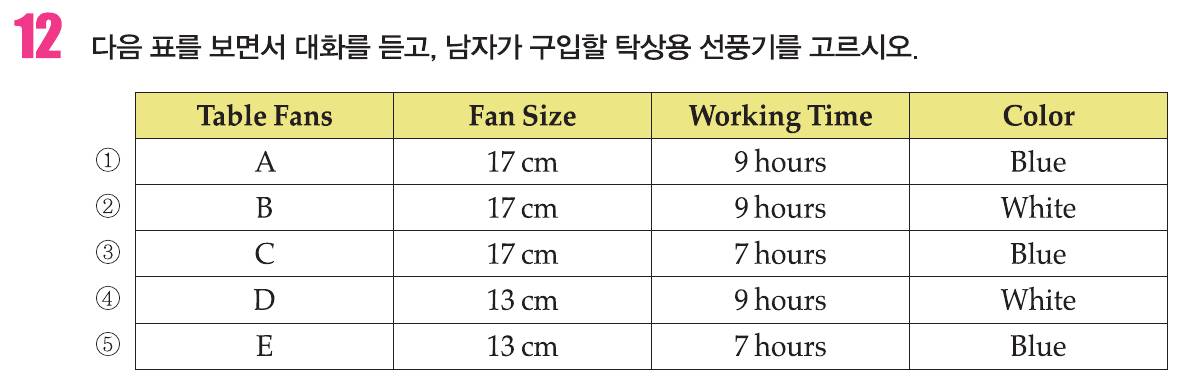 12 다음 표를 보면서 대화를 듣고, 남자가 구입할 탁상용 선풍기를 고르시오.
Table Fans Fan Size Working Time Color
① A 17 cm 9 hours Blue
② B 17 cm 9 hours White
③ C 17 cm 7 hours Blue
④ D 13 cm 9 hours White
⑤ E 13 cm 7 hours Blue